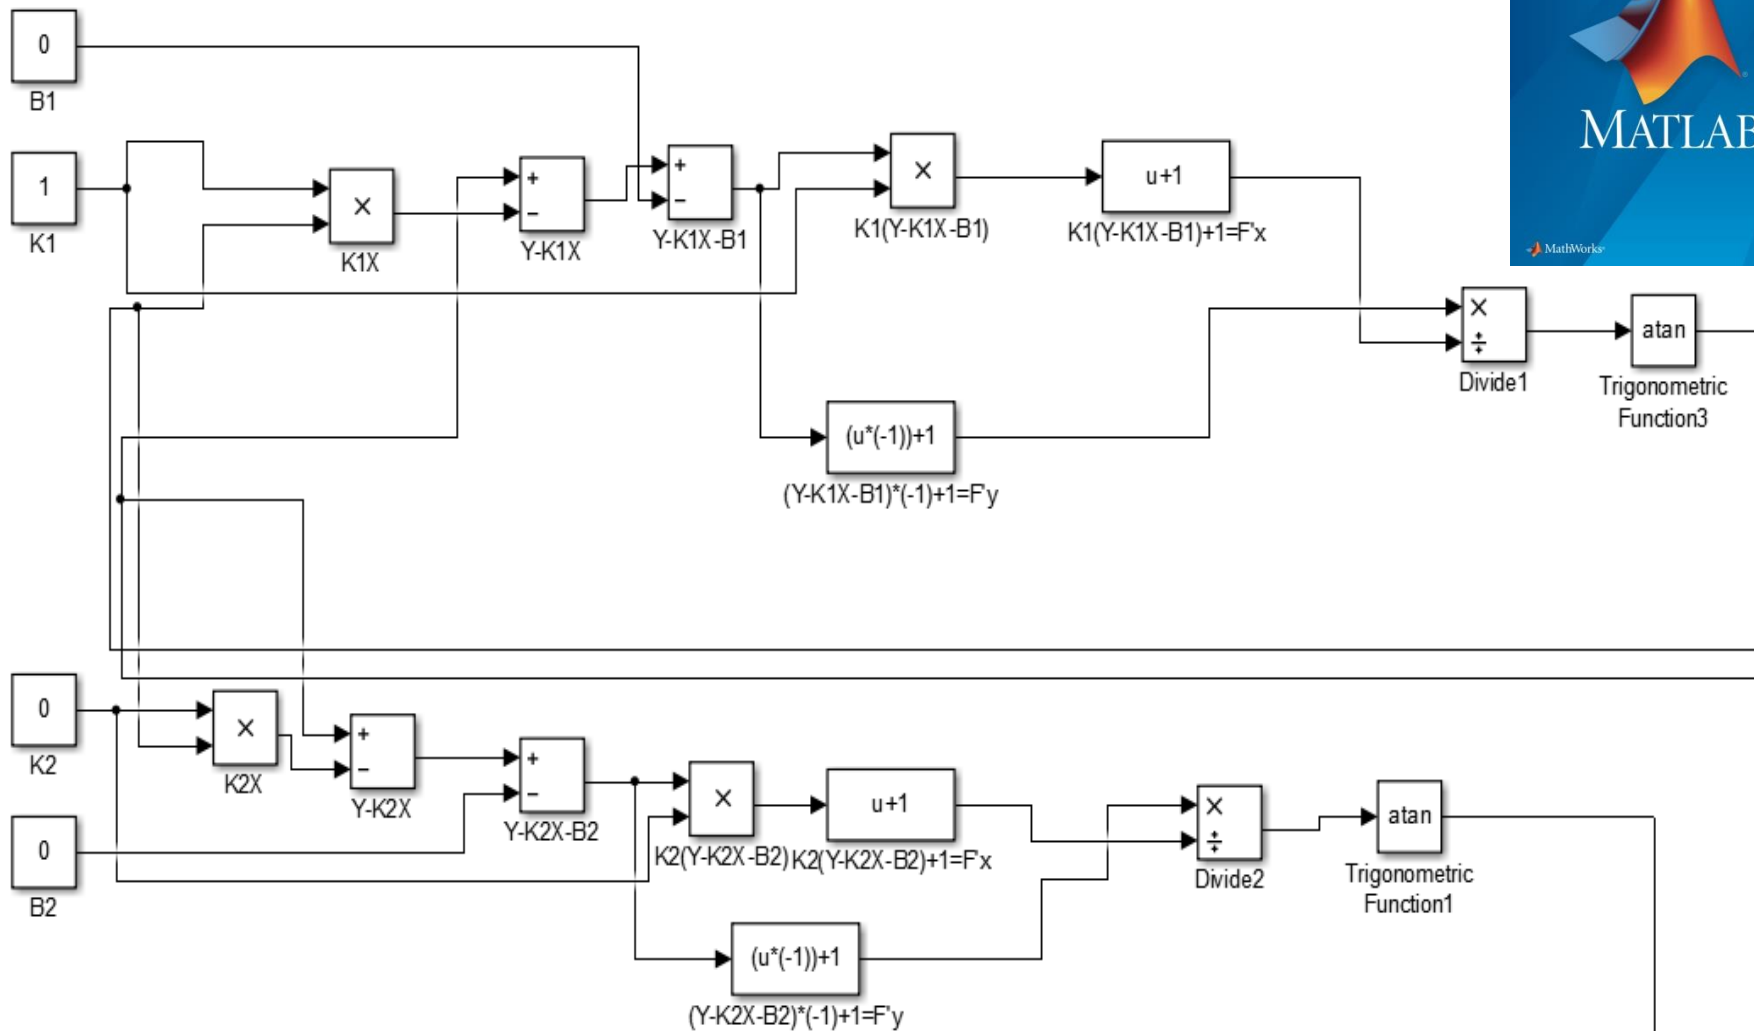 0
B1
1
K1
×
K1X
+
−
Y-K1X
+
−
Y-K1X-B1
×
K1(Y-K1X-B1)
u+1
K1(Y-K1X-B1)+1=F'x
MATLAB
MathWorks
×
÷
Divide1
atan
Trigonometric
Function3
(u*(-1))+1
(Y-K1X-B1)*(-1)+1=F'y
0
K2
×
K2X
+
−
Y-K2X
+
−
Y-K2X-B2
×
K2(Y-K2X-B2)
u+1
K2(Y-K2X-B2)+1=F'x
×
÷
Divide2
atan
Trigonometric
Function1
0
B2
(u*(-1))+1
(Y-K2X-B2)*(-1)+1=F'y